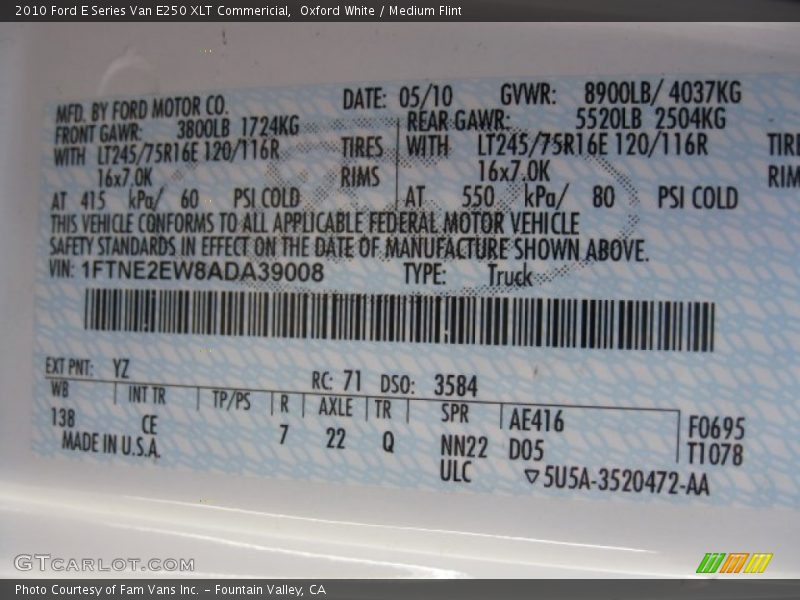 2010 Ford E Series Van E250 XLT Commericial,  Oxford White / Medium Flint
MFD. BY FORD MOTOR CO. DATE: 05/10 GVWR: 8900LB/ 4037KG
FRONT GAWR: 3800LB 1724KG REAR GAWR: 5520LB 2504KG
WITH LT245/75R16E 120/116R TIRES WITH LT245/75R16E 120/116R TIRE
16x7.0K RIMS 16x7.0K RIM
AT 415 kPa/ 60 PSI COLD AT 550 kPa/ 80 PSI COLD
THIS VEHICLE CONFORMS TO ALL APPLICABLE FEDERAL MOTOR VEHICLE
SAFETY STANDARDS IN EFFECT ON THE DATE OF MANUFACTURE SHOWN ABOVE.
VIN: 1FTNE2EW8ADA39008 TYPE: Truck
EXT PNT: YZ RC: 71 DSO: 3584
WB INT TR TP/PS R AXLE TR SPR AE416 F0695
138 CE 7 22 Q NN22 D05 T1078
MADE IN U.S.A. ULC ▽5U5A-3520472-AA
GTCARLOT.COM
Photo Courtesy of Fam Vans Inc. - Fountain Valley, CA